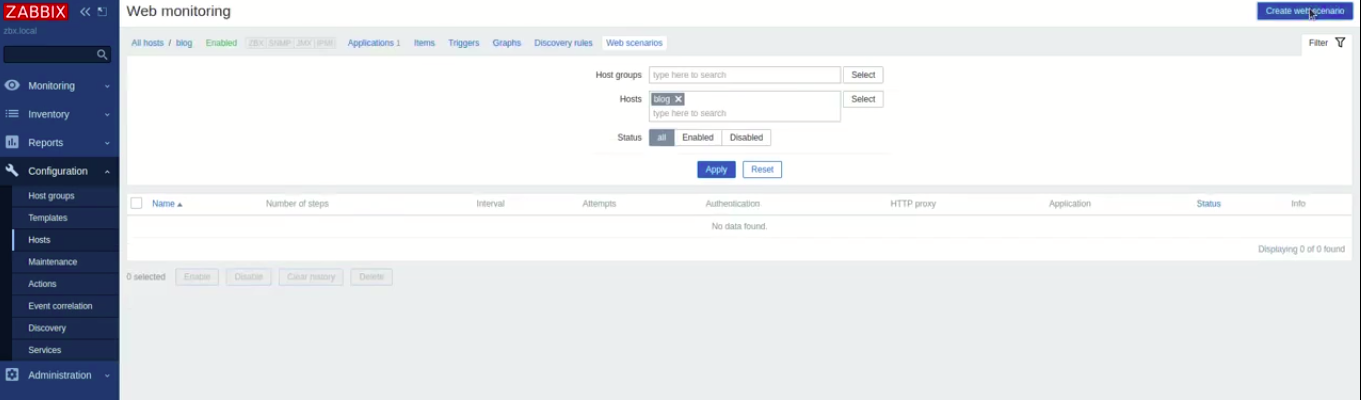 ZABBIX
zbx.local
Monitoring
Inventory
Reports
Configuration
Host groups
Templates
Hosts
Maintenance
Actions
Event correlation
Discovery
Services
Administration
Web monitoring
Create web scenario
All hosts / blog Enabled ZBX SNMP JMX IPMI Applications 1 Items Triggers Graphs Discovery rules Web scenarios
Filter
Host groups type here to search Select
Hosts blog Select
type here to search
Status all Enabled Disabled
Apply Reset
Name Number of steps Interval Attempts Authentication HTTP proxy Application Status Info
No data found.
Displaying 0 of 0 found
0 selected Enable Disable Clear history Delete